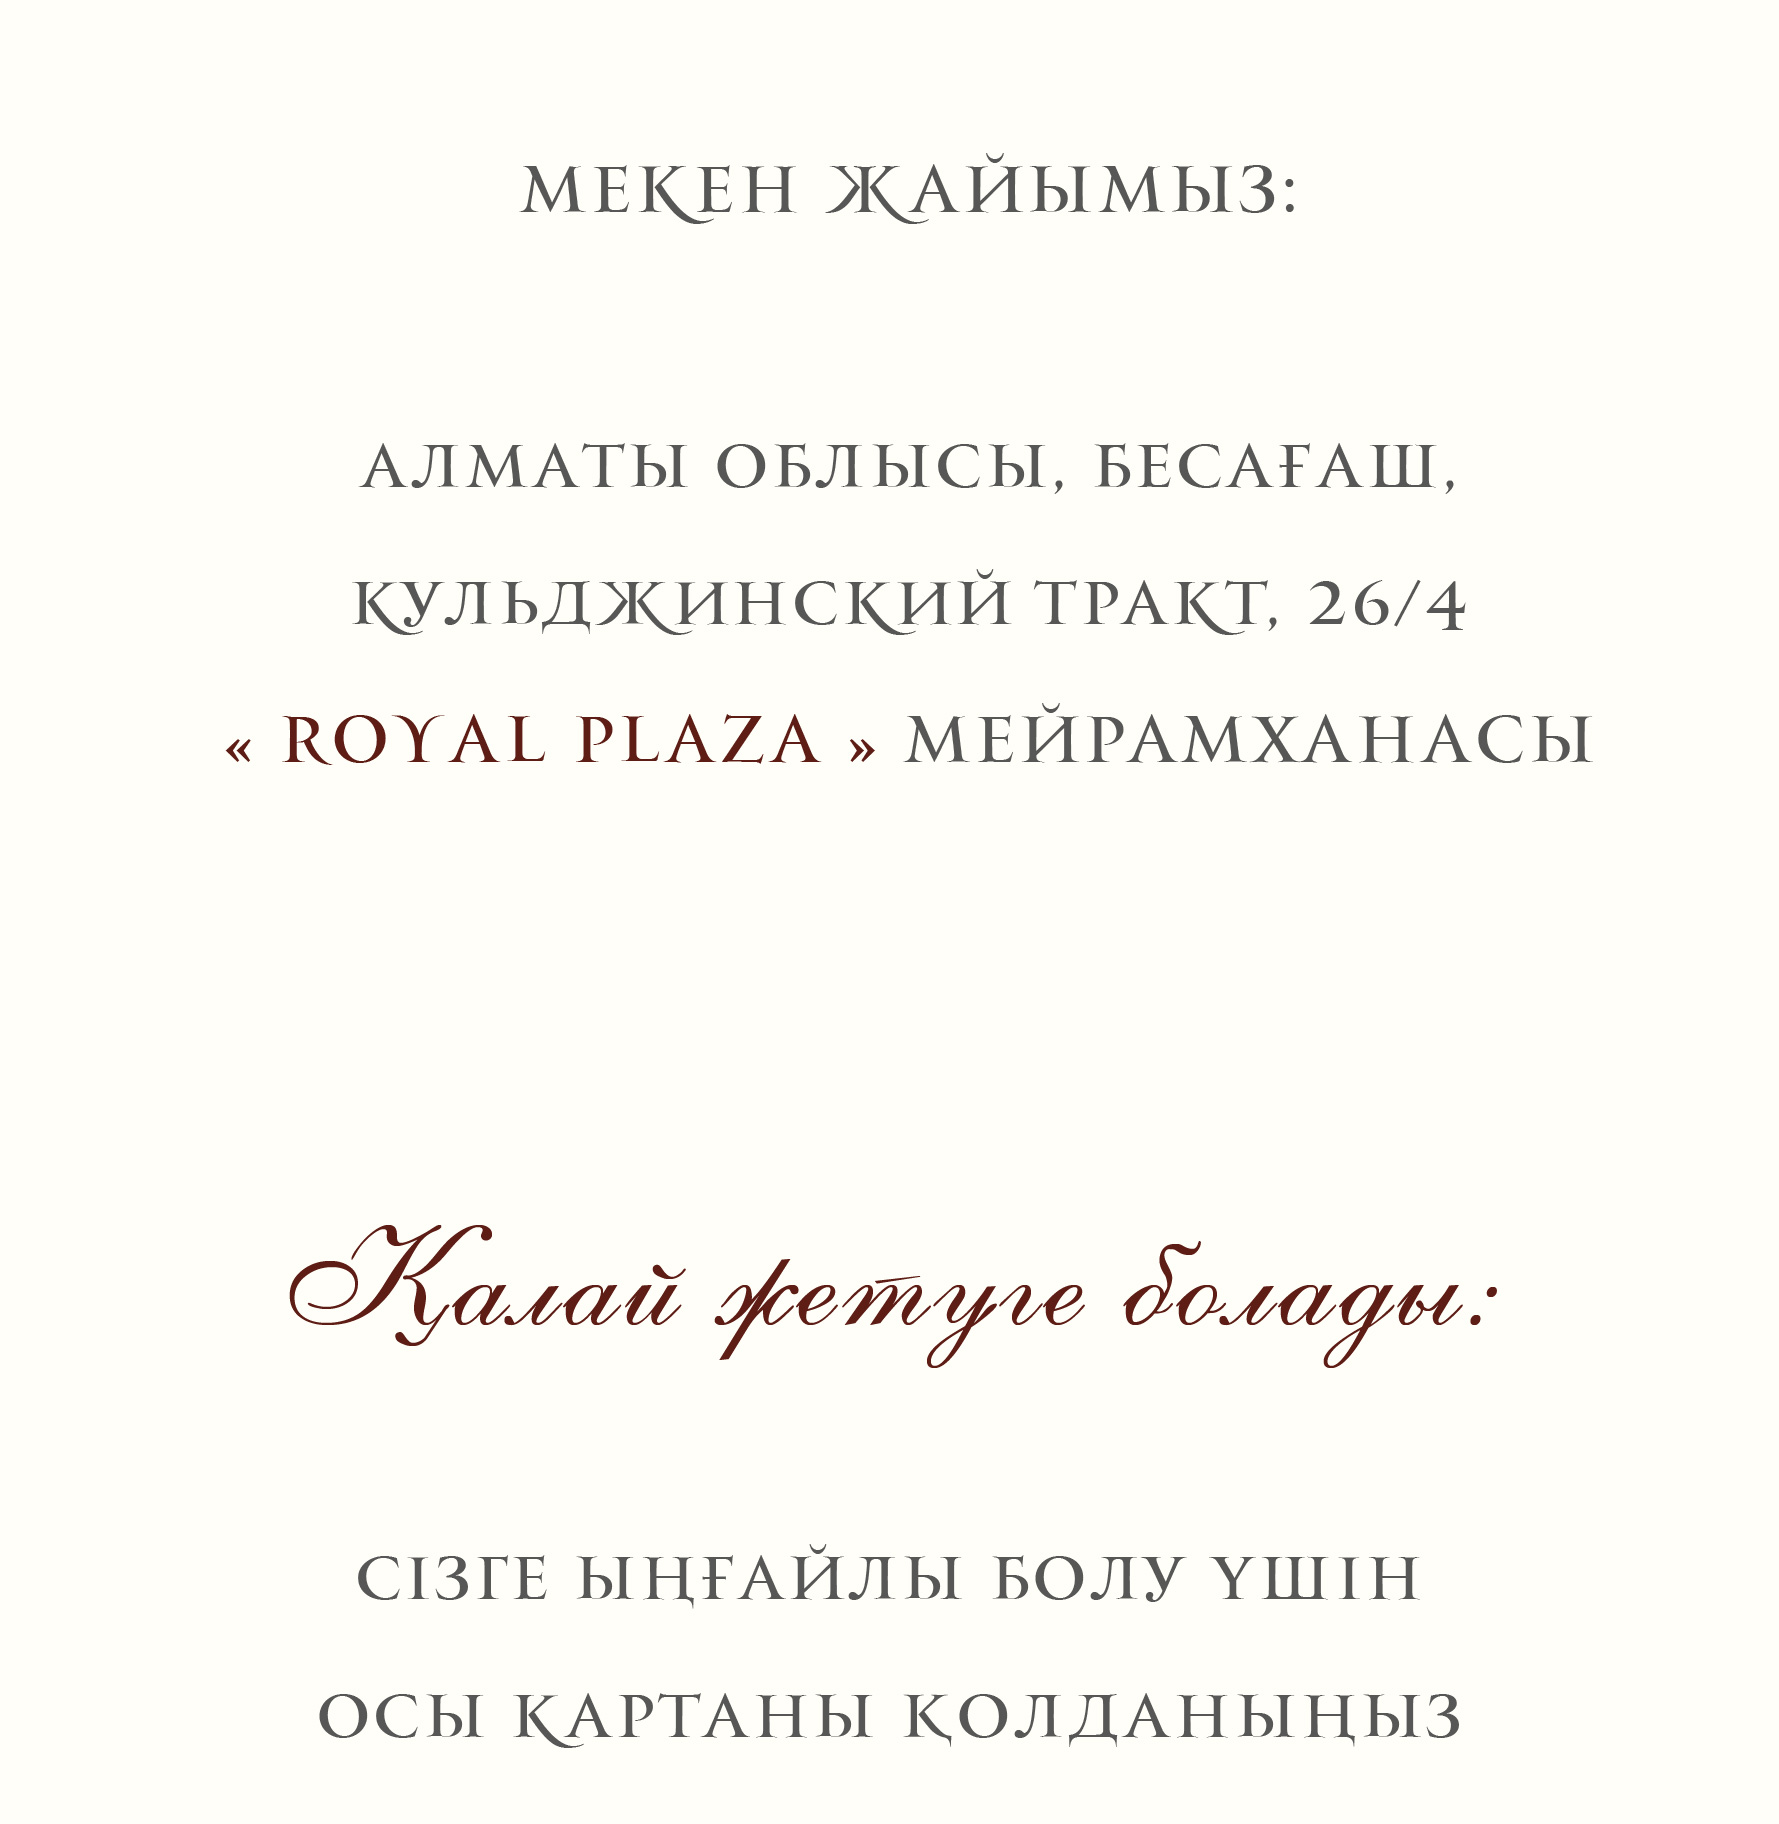 МЕКЕН ЖАЙЫМЫЗ:
АЛМАТЫ ОБЛЫСЫ, БЕСАҒАШ,
КУЛЬДЖИНСКИЙ ТРАКТ, 26/4
« ROYAL PLAZA » МЕЙРАМХАНАСЫ
Қалай жетуге болады:
СІЗГЕ ЫҢҒАЙЛЫ БОЛУ ҮШІН
ОСЫ КАРТАНЫ ҚОЛДАНЫҢЫЗ